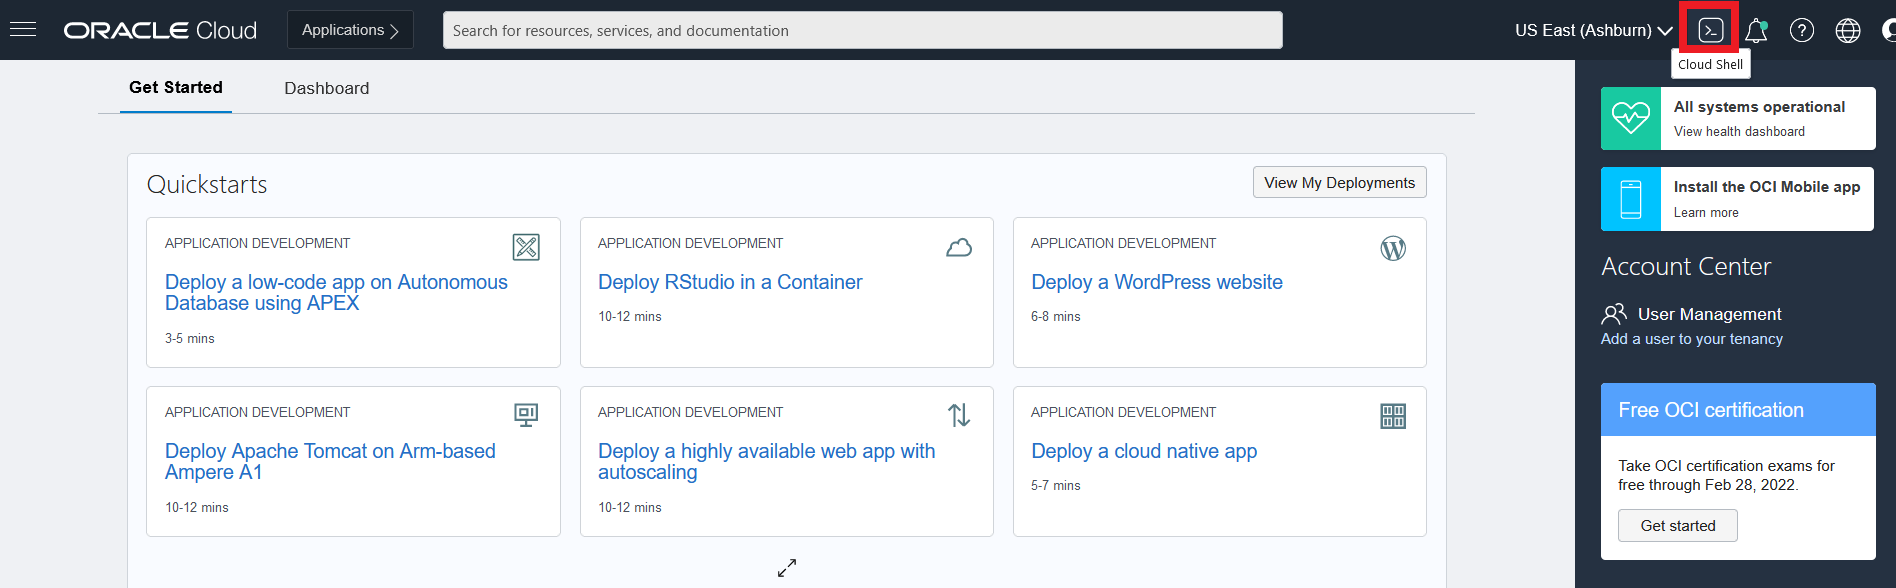 ORACLE Cloud
Applications
Search for resources, services, and documentation
US East (Ashburn)
Cloud Shell
Get Started
Dashboard
Quickstarts
View My Deployments
APPLICATION DEVELOPMENT
Deploy a low-code app on Autonomous
Database using APEX
3-5 mins
APPLICATION DEVELOPMENT
Deploy RStudio in a Container
10-12 mins
APPLICATION DEVELOPMENT
Deploy a WordPress website
6-8 mins
APPLICATION DEVELOPMENT
Deploy Apache Tomcat on Arm-based
Ampere A1
10-12 mins
APPLICATION DEVELOPMENT
Deploy a highly available web app with
autoscaling
10-12 mins
APPLICATION DEVELOPMENT
Deploy a cloud native app
5-7 mins
All systems operational
View health dashboard
Install the OCI Mobile app
Learn more
Account Center
User Management
Add a user to your tenancy
Free OCI certification
Take OCI certification exams for
free through Feb 28, 2022.
Get started